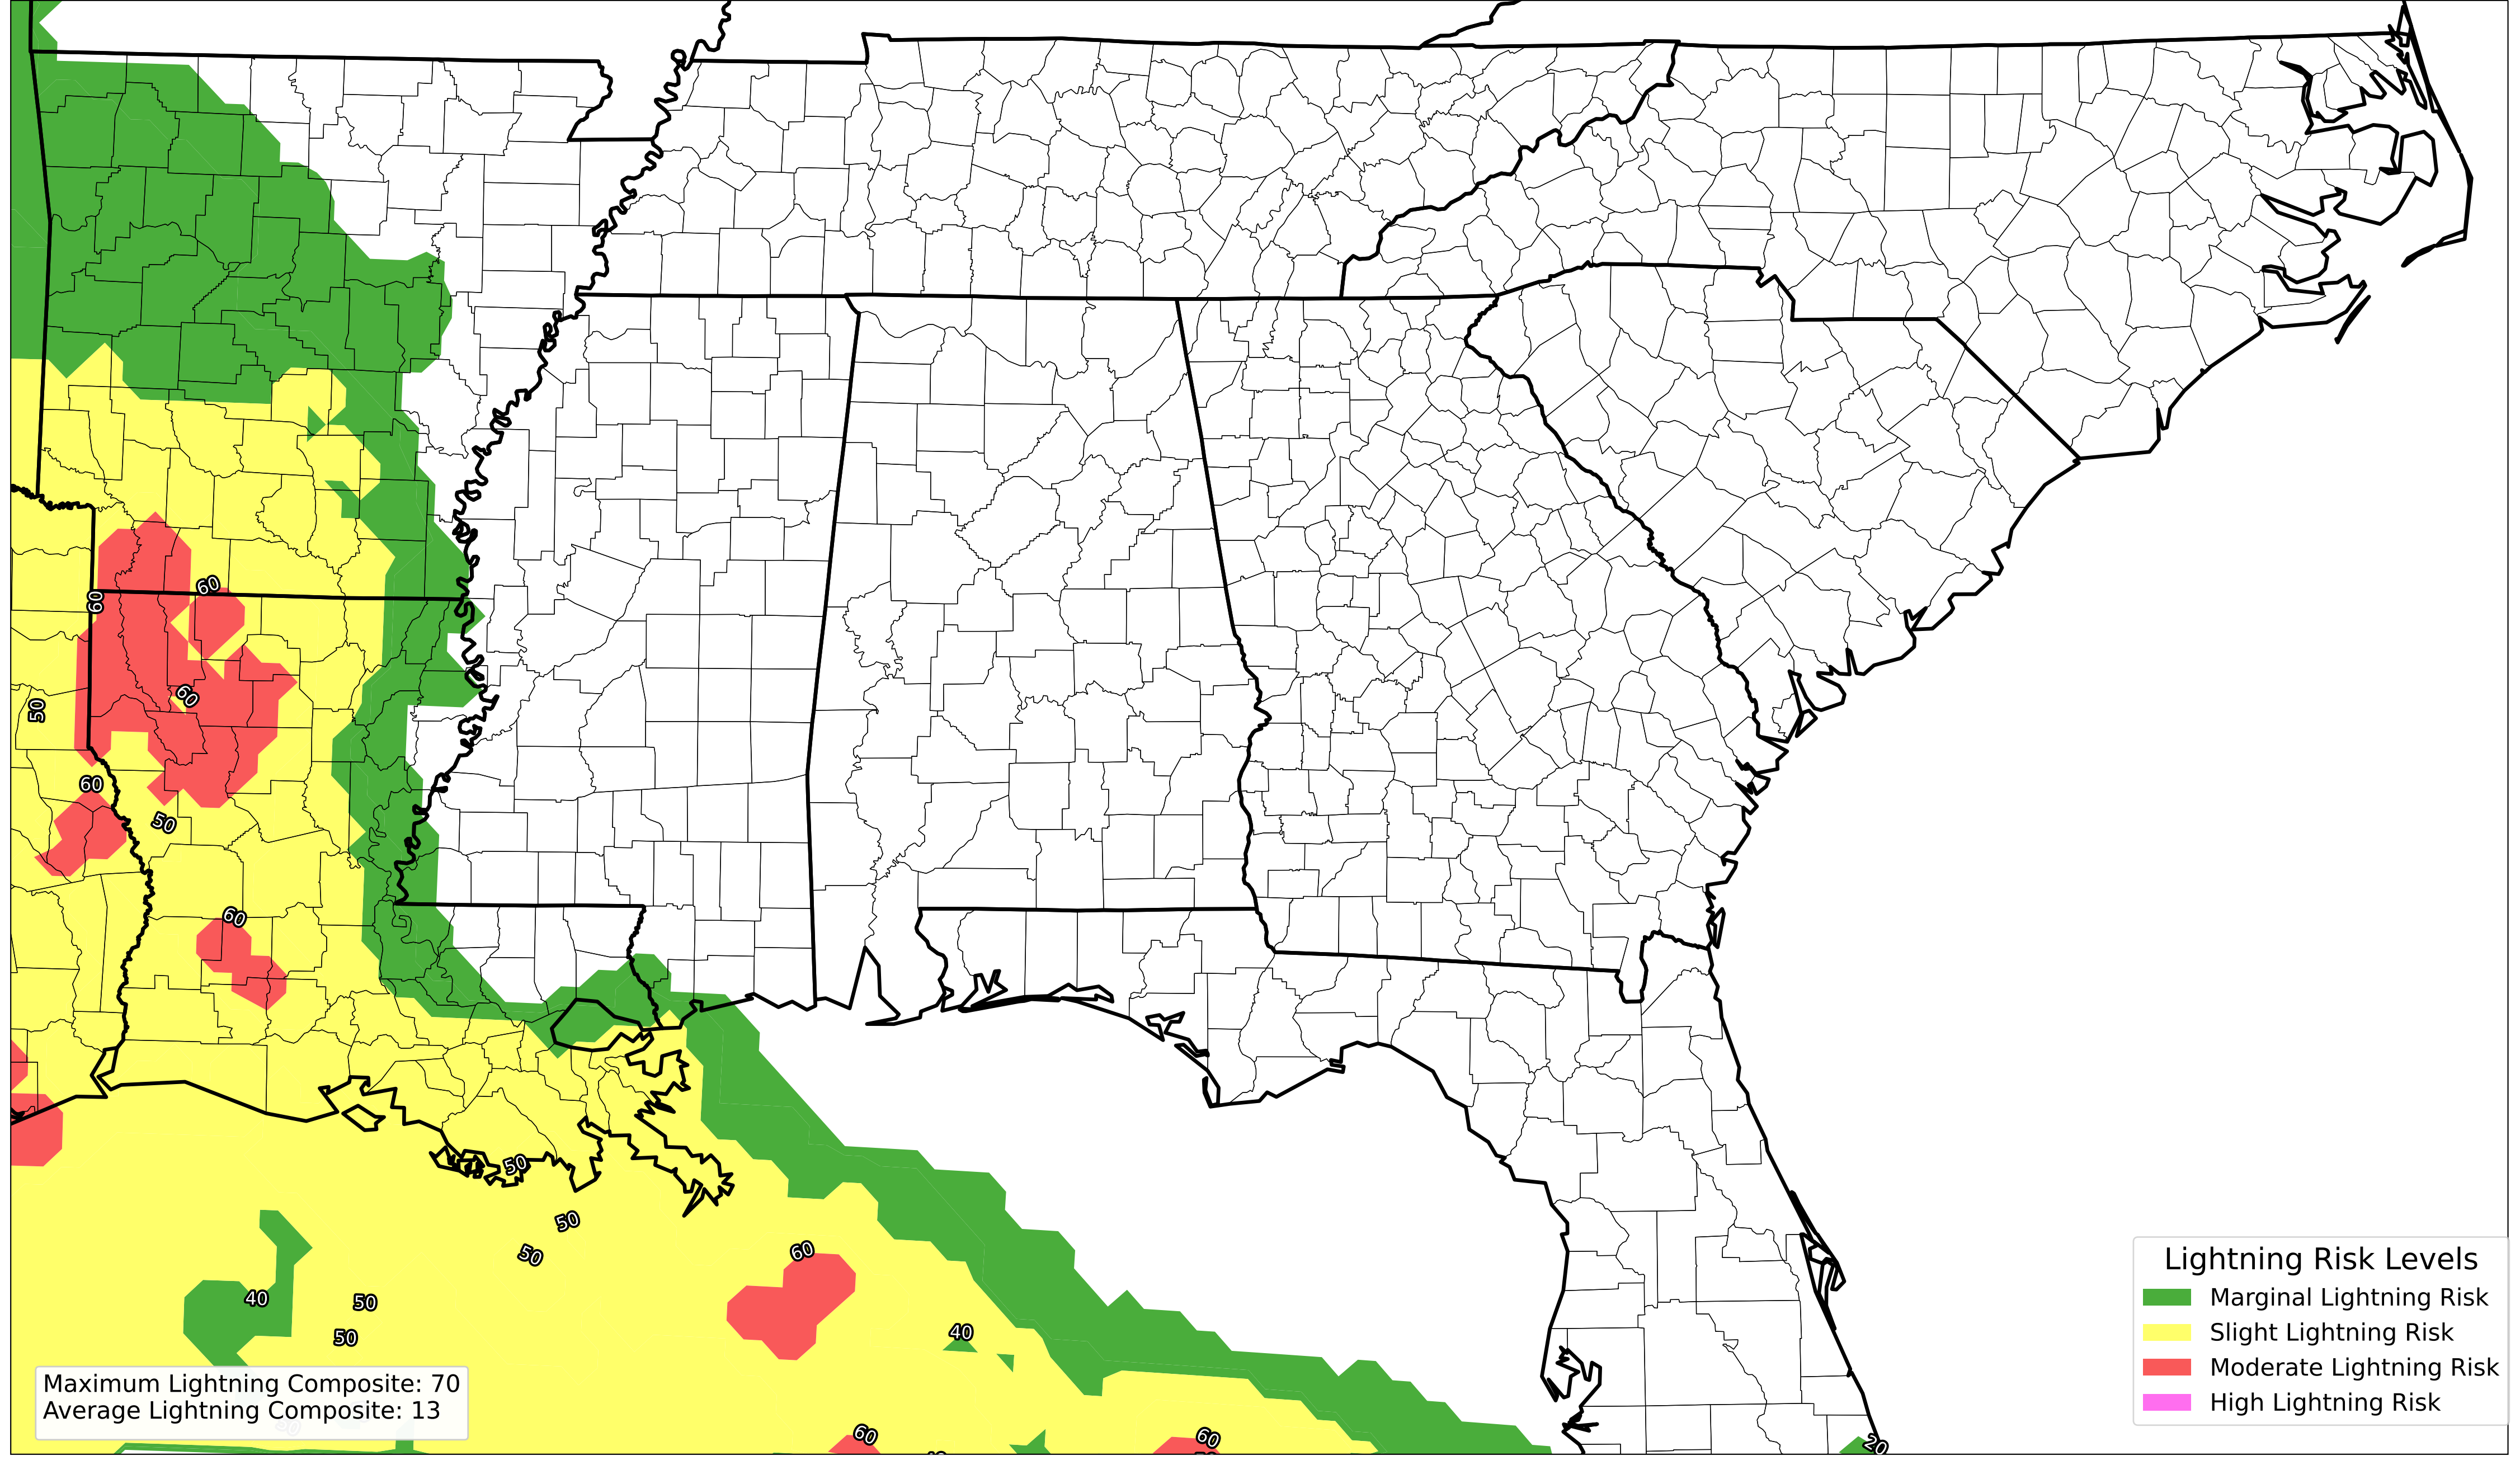 60
60
60
50
60
50
60
50
50
50
60
40
50
50
40
60
60
20
Lightning Risk Levels
Marginal Lightning Risk
Slight Lightning Risk
Moderate Lightning Risk
High Lightning Risk
Maximum Lightning Composite: 70
Average Lightning Composite: 13